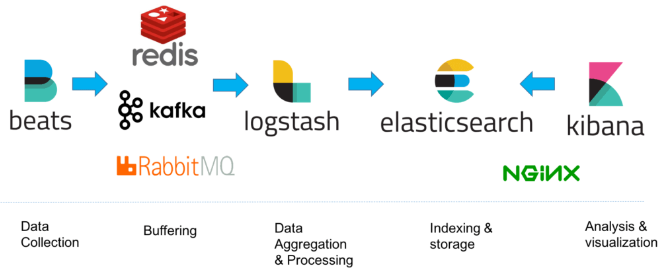 redis
beats
kafka
logstash
elasticsearch
kibana
RabbitMQ
NGINX
Data
Collection
Buffering
Data
Aggregation
& Processing
Indexing &
storage
Analysis &
visualization